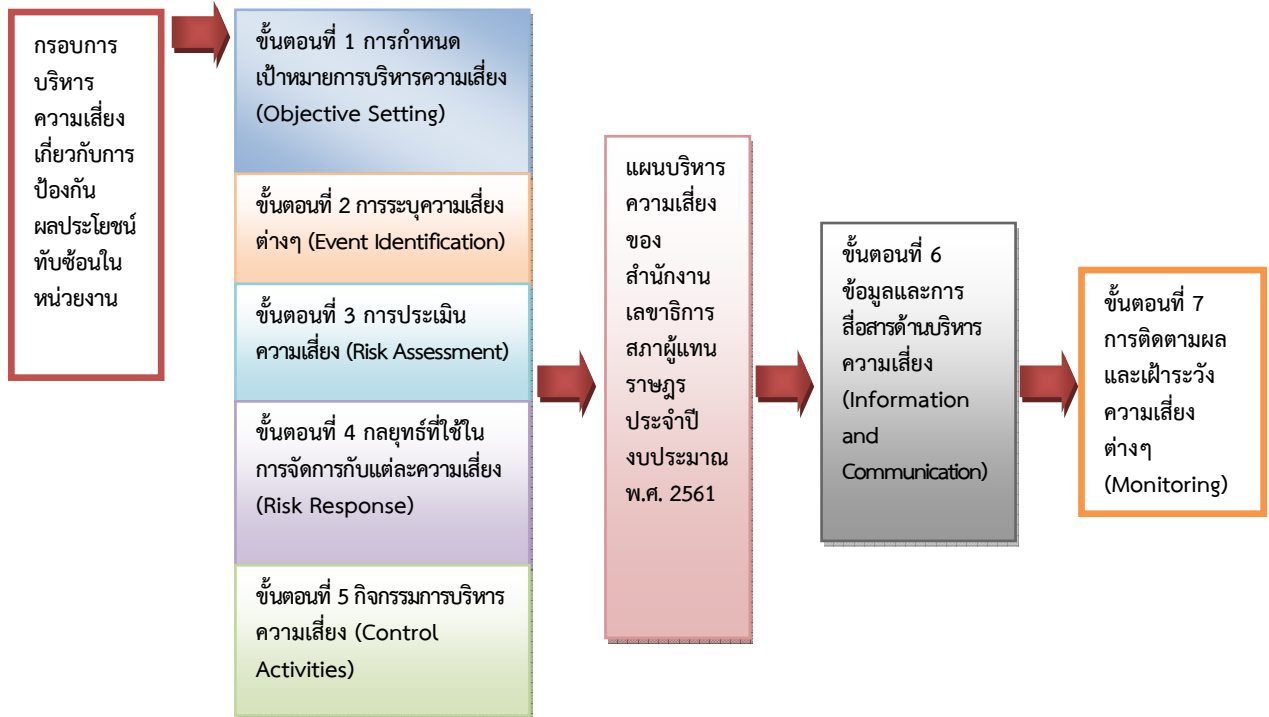 กรอบการ
บริหาร
ความเสี่ยง
เกี่ยวกับการ
ป้องกัน
ผลประโยชน์
ทับซ้อนใน
หน่วยงาน
ขั้นตอนที่ 1 การกำหนด
เป้าหมายการบริหารความเสี่ยง
(Objective Setting)
ขั้นตอนที่ 2 การระบุความเสี่ยง
ต่างๆ (Event Identification)
ขั้นตอนที่ 3 การประเมิน
ความเสี่ยง (Risk Assessment)
ขั้นตอนที่ 4 กลยุทธ์ที่ใช้ใน
การจัดการกับแต่ละความเสี่ยง
(Risk Response)
ขั้นตอนที่ 5 กิจกรรมการบริหาร
ความเสี่ยง (Control
Activities)
แผนบริหาร
ความเสี่ยง
ของ
สำนักงาน
เลขาธิการ
สภาผู้แทน
ราษฎร
ประจำปี
งบประมาณ
พ.ศ. 2561
ขั้นตอนที่ 6
ข้อมูลและการ
สื่อสารด้านบริหาร
ความเสี่ยง
(Information
and
Communication)
ขั้นตอนที่ 7
การติดตามผล
และเฝ้าระวัง
ความเสี่ยง
ต่างๆ
(Monitoring)